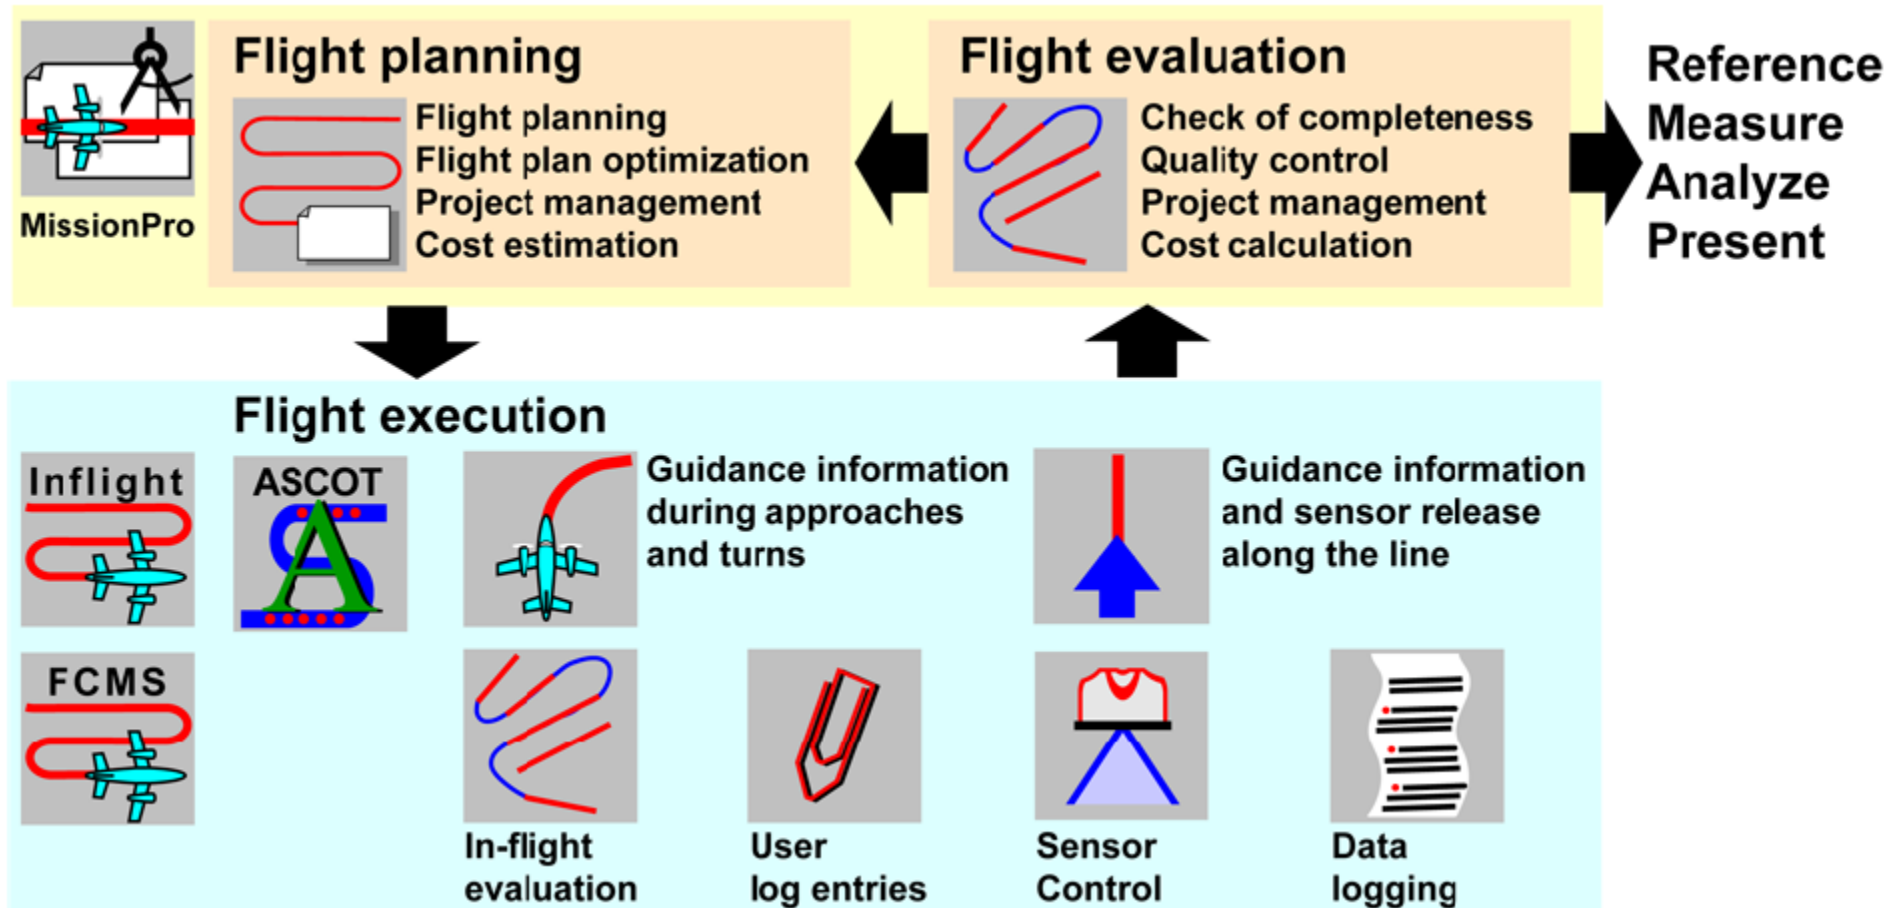 MissionPro
Flight planning
Flight planning
Flight plan optimization
Project management
Cost estimation
Flight evaluation
Check of completeness
Quality control
Project management
Cost calculation
Reference
Measure
Analyze
Present
Flight execution
Inflight
ASCOT
Guidance information
during approaches
and turns
Guidance information
and sensor release
along the line
FCMS
In-flight
evaluation
User
log entries
Sensor
Control
Data
logging